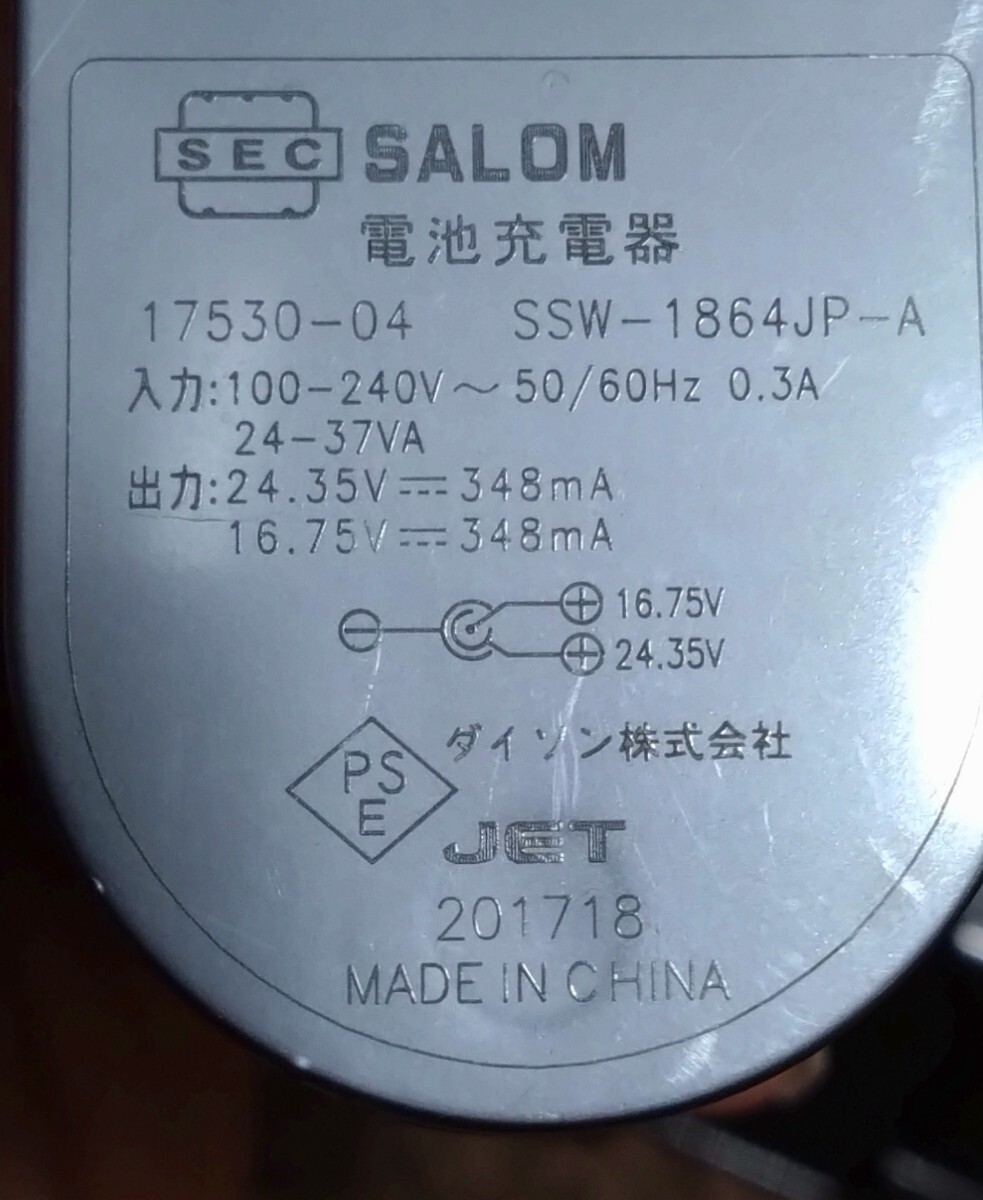 SEC SALOM
電池充電器
17530-04 SSW-1864JP-A
入力:100-240V～50/60Hz 0.3A
24-37VA
出力:24.35V⎓348mA
16.75V⎓348mA
⊖ ⊕ 16.75V
⊕ 24.35V
PS
E
ダイソン株式会社
JET
201718
MADE IN CHINA